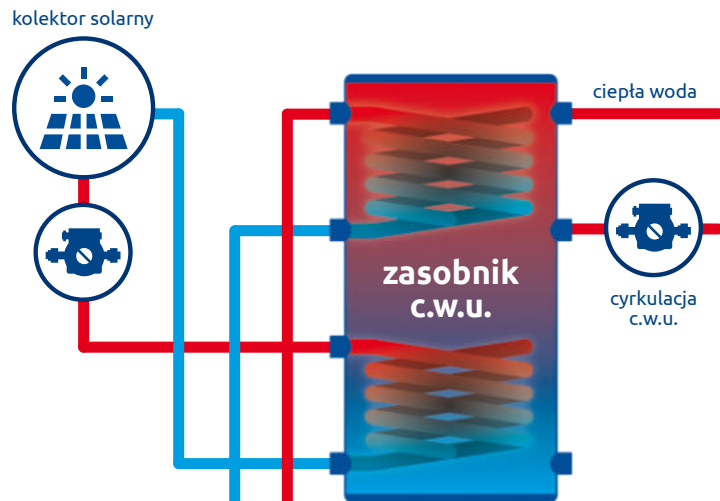 kolektor solarny
ciepła woda
zasobnik
c.w.u.
cyrkulacja
c.w.u.